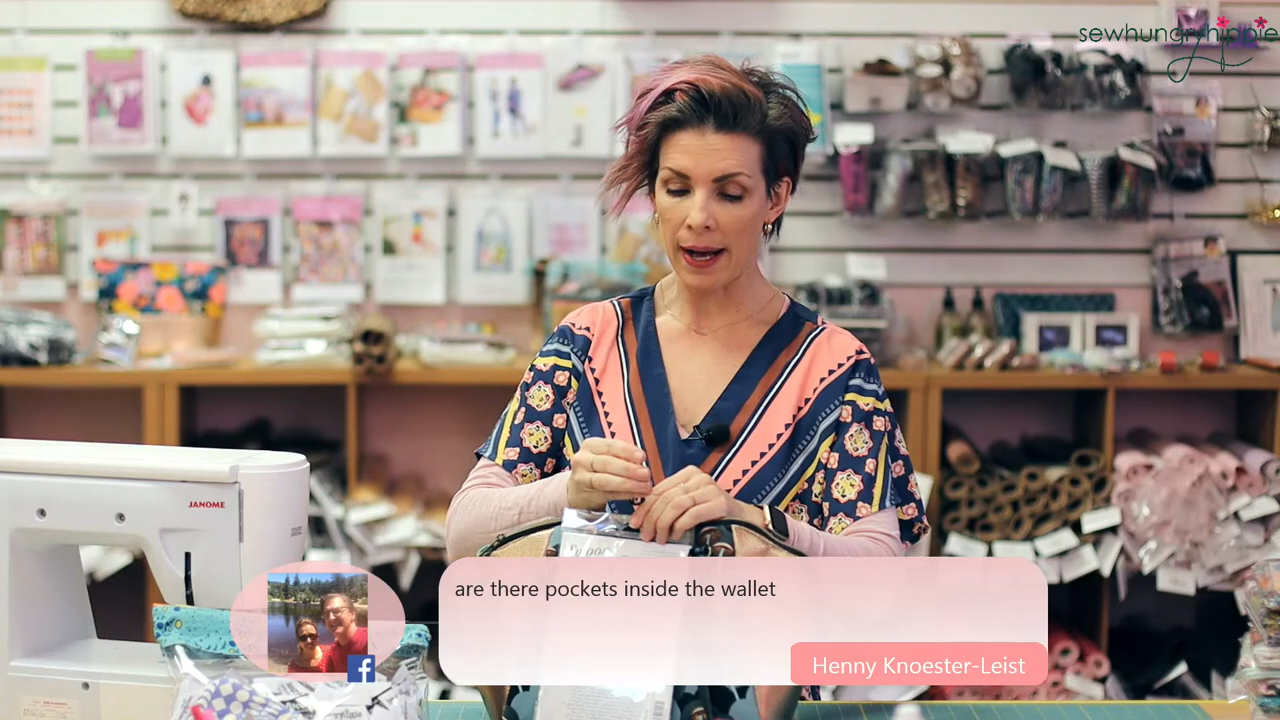 sewhungryhippie
JANOME
are there pockets inside the wallet
Henny Knoester-Leist